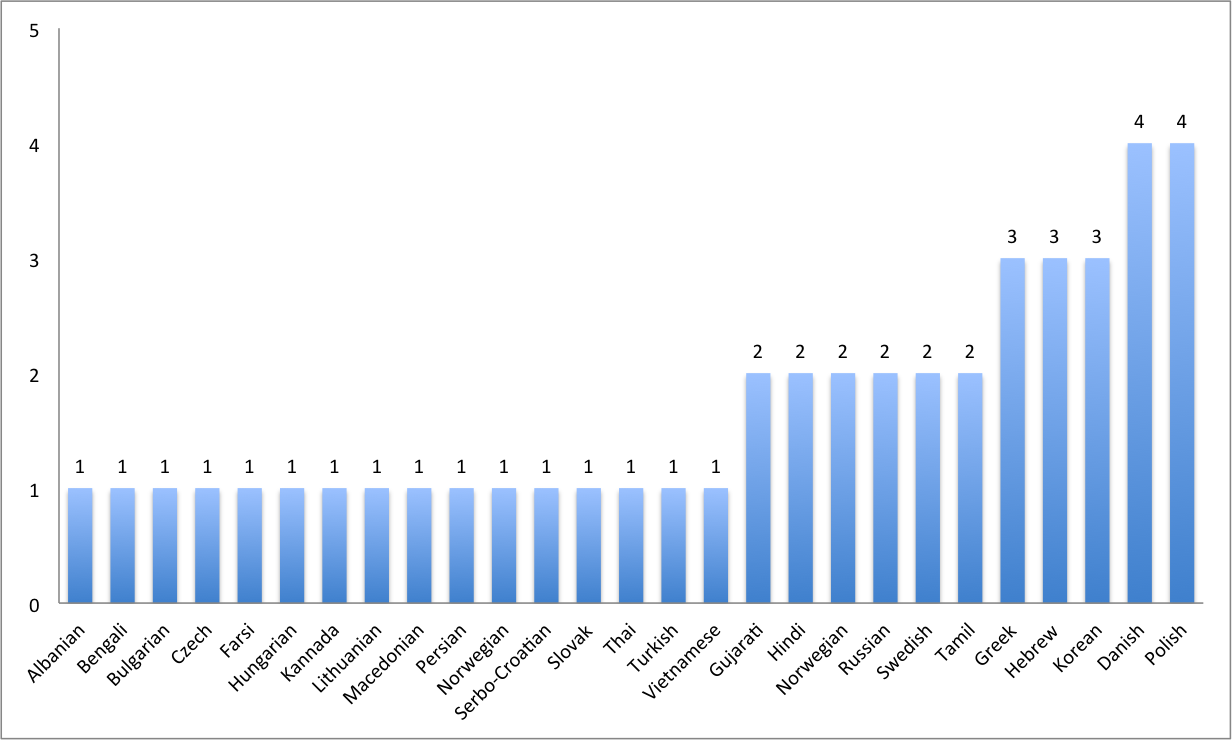 5
4
3
2
1
0
1 1 1 1 1 1 1 1 1 1 1 1 1 1 1 1 2 2 2 2 2 2 3 3 3 4 4
Albanian
Bengali
Bulgarian
Czech
Farsi
Hungarian
Kannada
Lithuanian
Macedonian
Persian
Norwegian
Serbo-Croatian
Slovak
Thai
Turkish
Vietnamese
Gujarati
Hindi
Norwegian
Russian
Swedish
Tamil
Greek
Hebrew
Korean
Danish
Polish